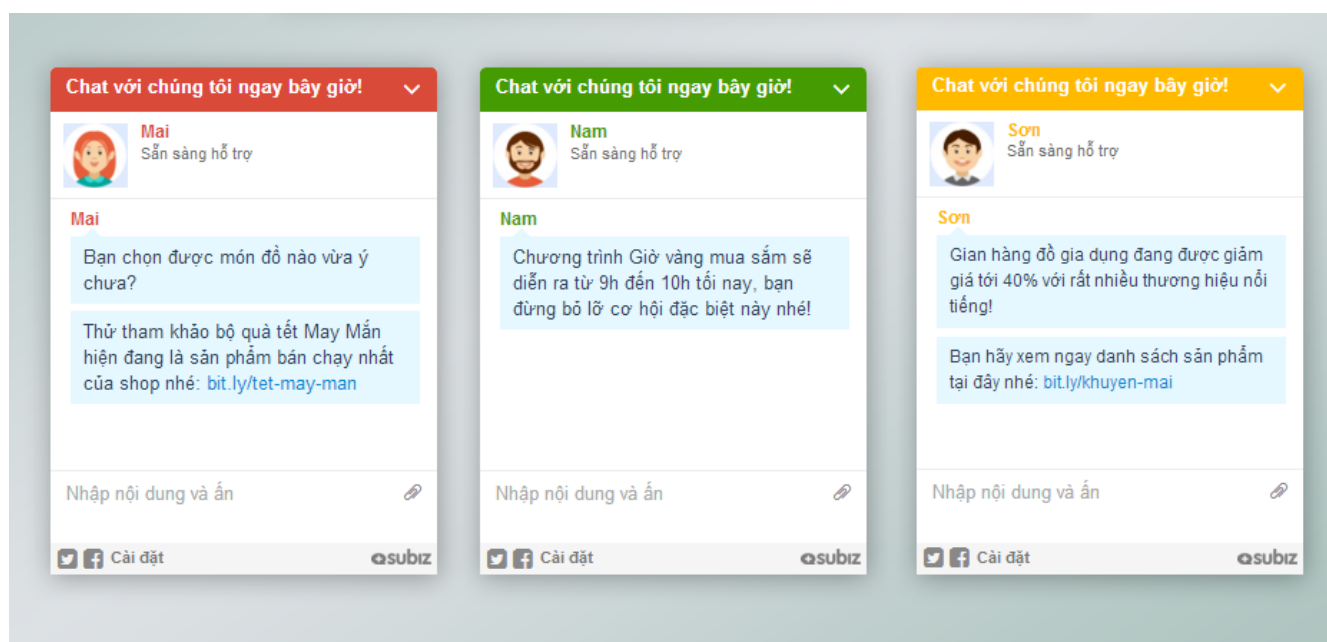 Chat với chúng tôi ngay bây giờ!
Mai
Sẵn sàng hỗ trợ
Mai
Bạn chọn được món đồ nào vừa ý
chưa?
Thử tham khảo bộ quà tết May Mắn
hiện đang là sản phẩm bán chạy nhất
của shop nhé: bit.ly/tet-may-man
Nhập nội dung và ấn
Cài đặt
subiz
Chat với chúng tôi ngay bây giờ!
Nam
Sẵn sàng hỗ trợ
Nam
Chương trình Giờ vàng mua sắm sẽ
diễn ra từ 9h đến 10h tối nay, bạn
đừng bỏ lỡ cơ hội đặc biệt này nhé!
Nhập nội dung và ấn
Cài đặt
subiz
Chat với chúng tôi ngay bây giờ!
Sơn
Sẵn sàng hỗ trợ
Sơn
Gian hàng đồ gia dụng đang được giảm
giá tới 40% với rất nhiều thương hiệu nổi
tiếng!
Bạn hãy xem ngay danh sách sản phẩm
tại đây nhé: bit.ly/khuyen-mai
Nhập nội dung và ấn
Cài đặt
subiz